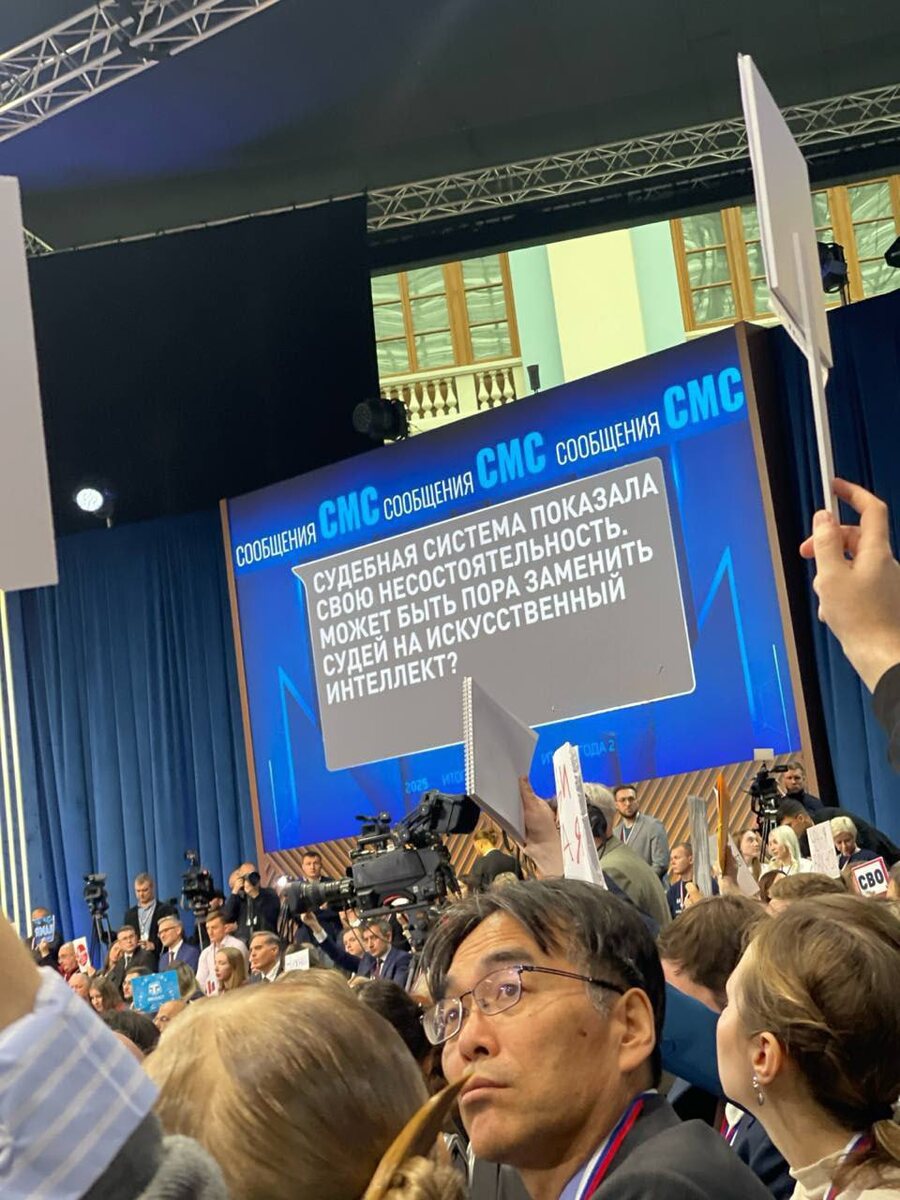 СООБЩЕНИЯ СМС СООБЩЕНИЯ СМС СООБЩЕНИЯ СМС
СУДЕБНАЯ СИСТЕМА ПОКАЗАЛА
СВОЮ НЕСОСТОЯТЕЛЬНОСТЬ.
МОЖЕТ БЫТЬ ПОРА ЗАМЕНИТЬ
СУДЕЙ НА ИСКУССТВЕННЫЙ
ИНТЕЛЛЕКТ?
2025
СВО